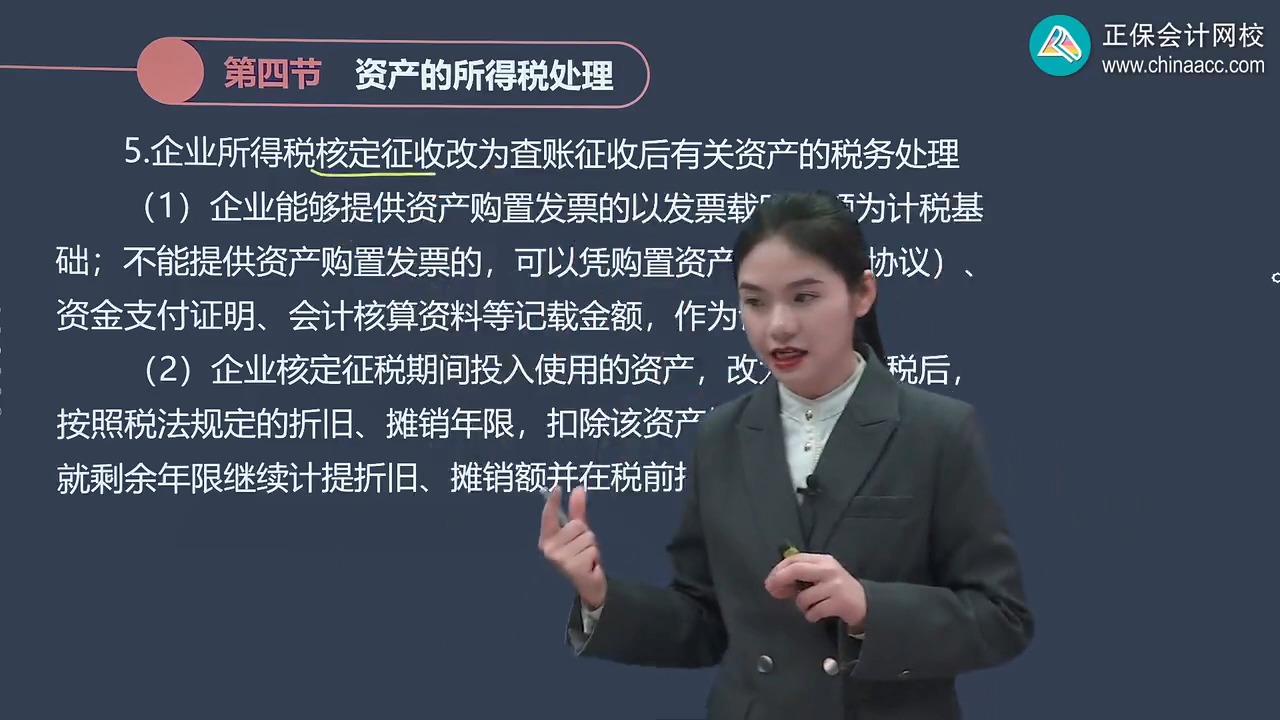 正保会计网校
www.chinaacc.com
第四节 资产的所得税处理
5.企业所得税核定征收改为查账征收后有关资产的税务处理
（1）企业能够提供资产购置发票的以发票载 为计税基
础；不能提供资产购置发票的，可以凭购置资产 协议）、
资金支付证明、会计核算资料等记载金额，作为
（2）企业核定征税期间投入使用的资产，改 税后，
按照税法规定的折旧、摊销年限，扣除该资产
就剩余年限继续计提折旧、摊销额并在税前